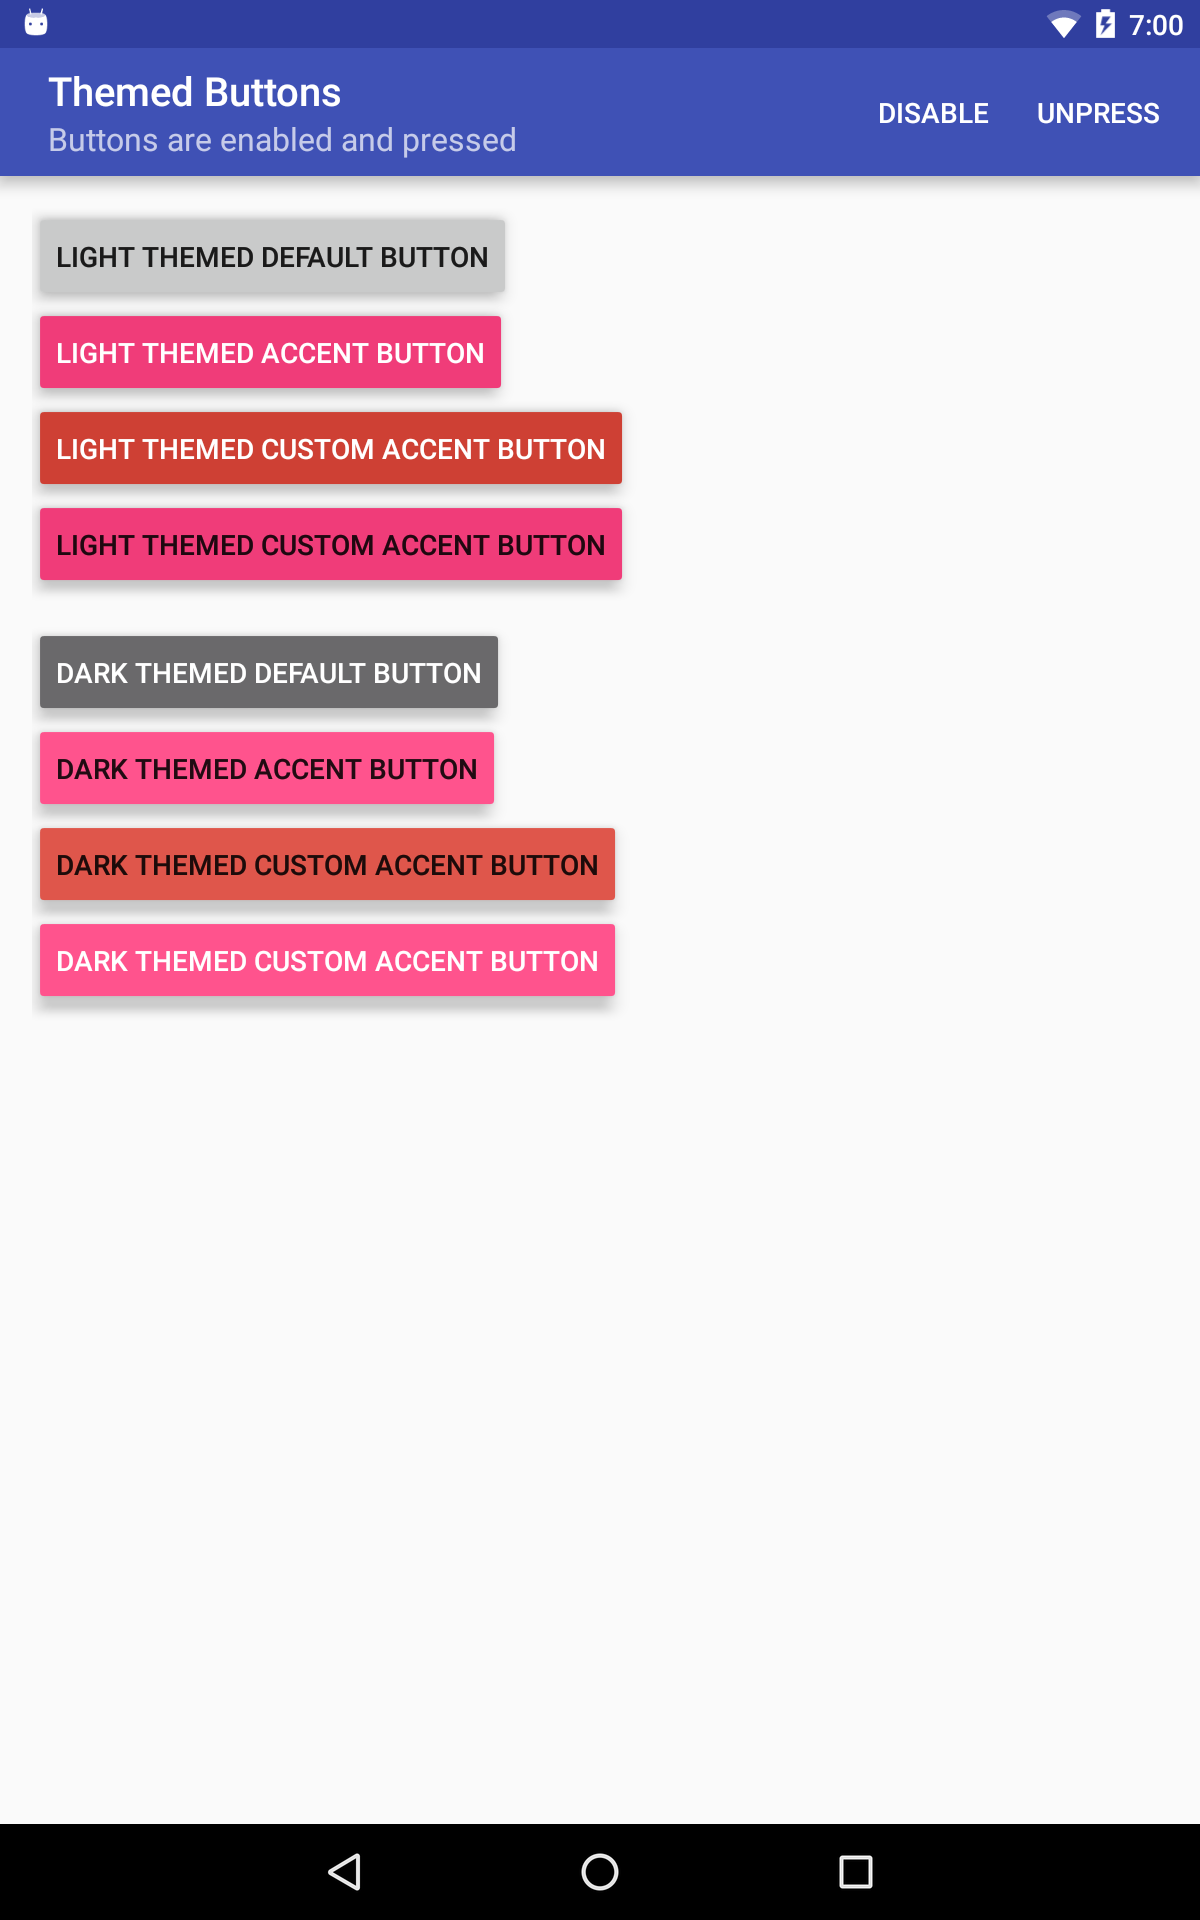 7:00
Themed Buttons
Buttons are enabled and pressed
DISABLE
UNPRESS
LIGHT THEMED DEFAULT BUTTON
LIGHT THEMED ACCENT BUTTON
LIGHT THEMED CUSTOM ACCENT BUTTON
LIGHT THEMED CUSTOM ACCENT BUTTON
DARK THEMED DEFAULT BUTTON
DARK THEMED ACCENT BUTTON
DARK THEMED CUSTOM ACCENT BUTTON
DARK THEMED CUSTOM ACCENT BUTTON